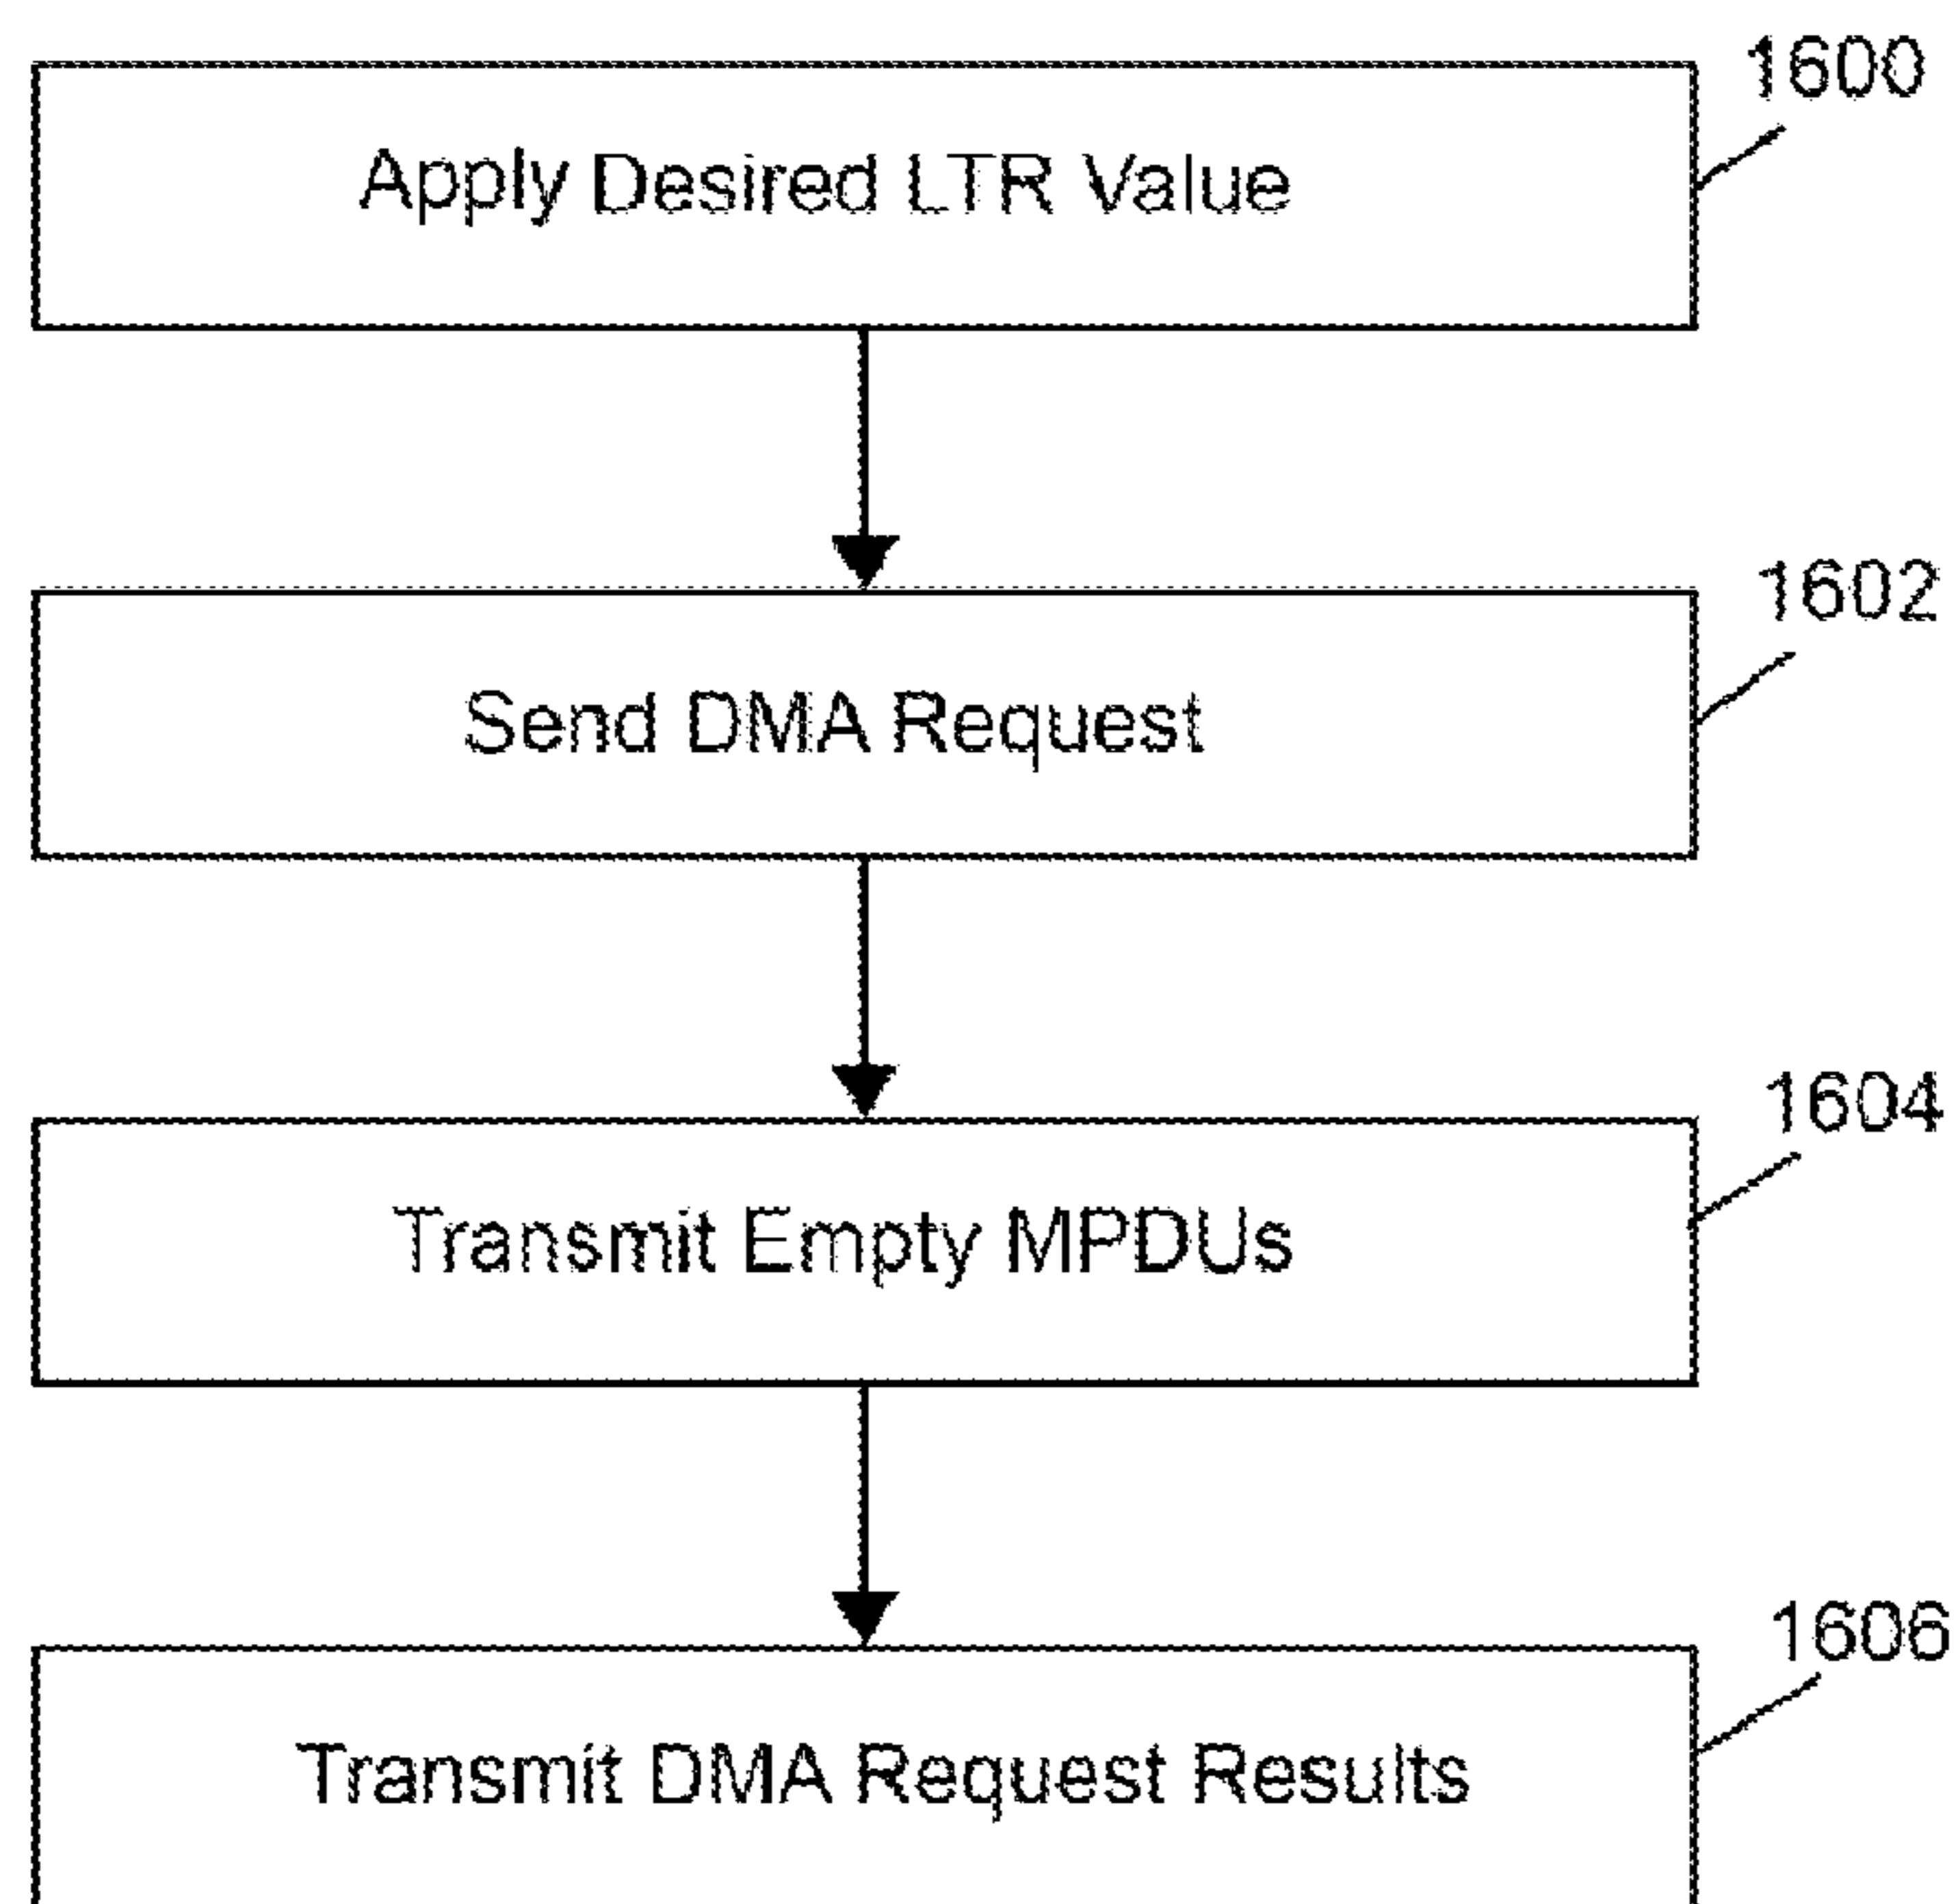 1600
Apply Desired LTR Value
1602
Send DMA Request
1604
Transmit Empty MPDUs
1606
Transmit DMA Request Results